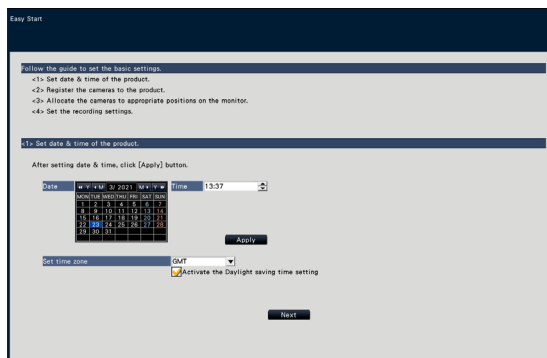 Easy Start
Follow the guide to set the basic settings.
<1> Set date & time of the product.
<2> Register the cameras to the product.
<3> Allocate the cameras to appropriate positions on the monitor.
<4> Set the recording settings.
<1> Set date & time of the product.
After setting date & time, click [Apply] button.
Date Y M 3/ 2021 M Y Time 13:37
MON TUE WED THU FRI SAT SUN
1 2 3 4 5 6 7
8 9 10 11 12 13 14
15 16 17 18 19 20 21
22 23 24 25 26 27 28
29 30 31
Apply
Set time zone GMT
Activate the Daylight saving time setting
Next